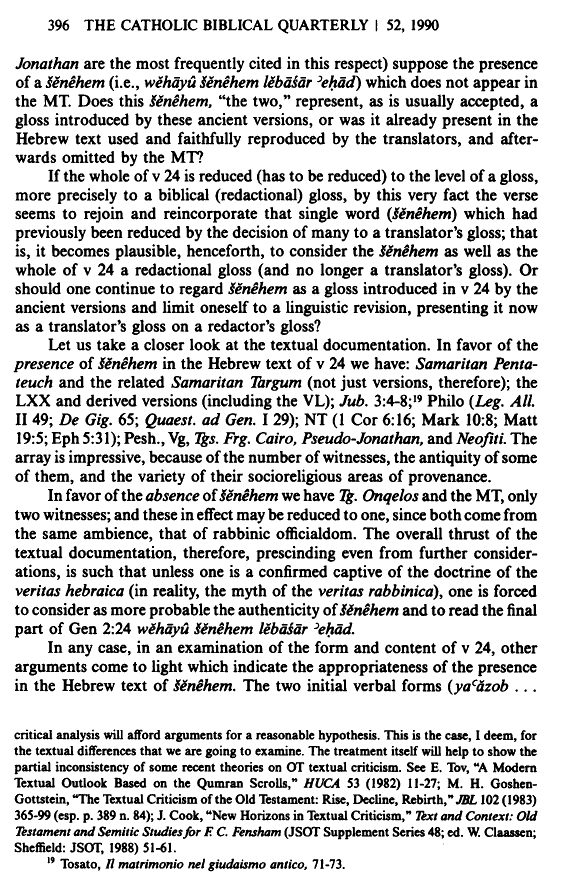 396 THE CATHOLIC BIBLICAL QUARTERLY | 52, 1990
Jonathan are the most frequently cited in this respect) suppose the presence
of a šĕnêhem (i.e., wĕhāyû šĕnêhem lĕbāśār ʾeḥād) which does not appear in
the MT. Does this šĕnêhem, “the two,” represent, as is usually accepted, a
gloss introduced by these ancient versions, or was it already present in the
Hebrew text used and faithfully reproduced by the translators, and after-
wards omitted by the MT?
If the whole of v 24 is reduced (has to be reduced) to the level of a gloss,
more precisely to a biblical (redactional) gloss, by this very fact the verse
seems to rejoin and reincorporate that single word (šĕnêhem) which had
previously been reduced by the decision of many to a translator’s gloss; that
is, it becomes plausible, henceforth, to consider the šĕnêhem as well as the
whole of v 24 a redactional gloss (and no longer a translator’s gloss). Or
should one continue to regard šĕnêhem as a gloss introduced in v 24 by the
ancient versions and limit oneself to a linguistic revision, presenting it now
as a translator’s gloss on a redactor’s gloss?
Let us take a closer look at the textual documentation. In favor of the
presence of šĕnêhem in the Hebrew text of v 24 we have: Samaritan Penta-
teuch and the related Samaritan Targum (not just versions, therefore); the
LXX and derived versions (including the VL); Jub. 3:4-8;¹⁹ Philo (Leg. All.
II 49; De Gig. 65; Quaest. ad Gen. I 29); NT (1 Cor 6:16; Mark 10:8; Matt
19:5; Eph 5:31); Pesh., Vg, Tgs. Frg. Cairo, Pseudo-Jonathan, and Neofiti. The
array is impressive, because of the number of witnesses, the antiquity of some
of them, and the variety of their socioreligious areas of provenance.
In favor of the absence of šĕnêhem we have Tg. Onqelos and the MT, only
two witnesses; and these in effect may be reduced to one, since both come from
the same ambience, that of rabbinic officialdom. The overall thrust of the
textual documentation, therefore, prescinding even from further consider-
ations, is such that unless one is a confirmed captive of the doctrine of the
veritas hebraica (in reality, the myth of the veritas rabbinica), one is forced
to consider as more probable the authenticity of šĕnêhem and to read the final
part of Gen 2:24 wĕhāyû šĕnêhem lĕbāśār ʾeḥād.
In any case, in an examination of the form and content of v 24, other
arguments come to light which indicate the appropriateness of the presence
in the Hebrew text of šĕnêhem. The two initial verbal forms (yaʿăzob . . .
critical analysis will afford arguments for a reasonable hypothesis. This is the case, I deem, for
the textual differences that we are going to examine. The treatment itself will help to show the
partial inconsistency of some recent theories on OT textual criticism. See E. Tov, “A Modern
Textual Outlook Based on the Qumran Scrolls,” HUCA 53 (1982) 11-27; M. H. Goshen-
Gottstein, “The Textual Criticism of the Old Testament: Rise, Decline, Rebirth,” JBL 102 (1983)
365-99 (esp. p. 389 n. 84); J. Cook, “New Horizons in Textual Criticism,” Text and Context: Old
Testament and Semitic Studies for F. C. Fensham (JSOT Supplement Series 48; ed. W. Claassen;
Sheffield: JSOT, 1988) 51-61.
¹⁹ Tosato, Il matrimonio nel giudaismo antico, 71-73.